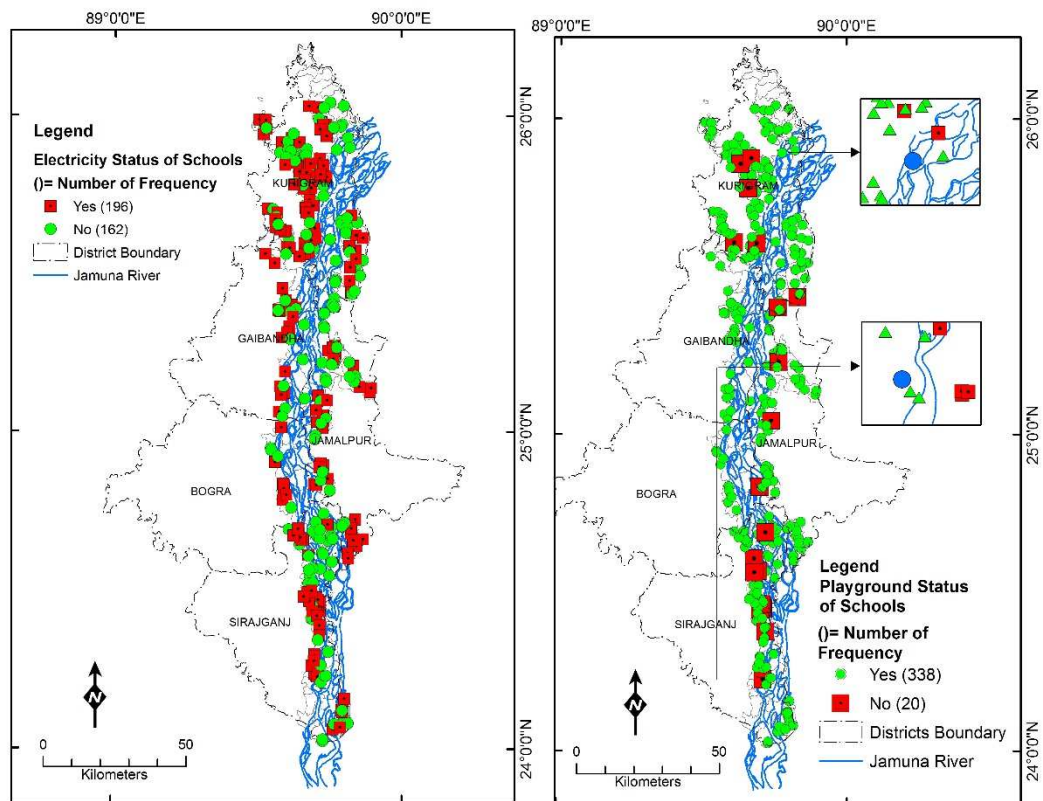 89°0'0"E
90°0'0"E
26°0'0"N
25°0'0"N
24°0'0"N
Legend
Electricity Status of Schools
()= Number of Frequency
Yes (196)
No (162)
District Boundary
Jamuna River
KURIGRAM
GAIBANDHA
JAMALPUR
BOGRA
SIRAJGANJ
N
0
50
Kilometers
89°0'0"E
90°0'0"E
26°0'0"N
25°0'0"N
24°0'0"N
KURIGRAM
GAIBANDHA
JAMALPUR
BOGRA
SIRAJGANJ
N
0
50
Kilometers
Legend
Playground Status
of Schools
()= Number of
Frequency
Yes (338)
No (20)
Districts Boundary
Jamuna River